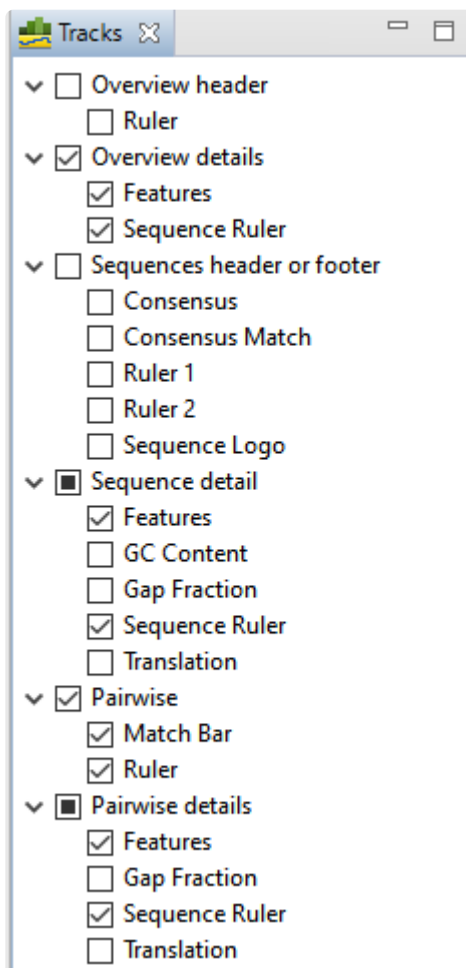 Tracks
Overview header
Ruler
Overview details
Features
Sequence Ruler
Sequences header or footer
Consensus
Consensus Match
Ruler 1
Ruler 2
Sequence Logo
Sequence detail
Features
GC Content
Gap Fraction
Sequence Ruler
Translation
Pairwise
Match Bar
Ruler
Pairwise details
Features
Gap Fraction
Sequence Ruler
Translation